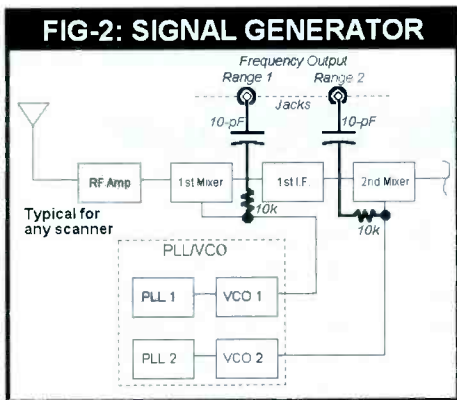 FIG-2: SIGNAL GENERATOR
Frequency Output
Range 1 Range 2
Jacks
10-pF 10-pF
RF Amp 1st Mixer 1st I.F. 2nd Mixer
10k 10k
Typical for
any scanner
PLL/VCO
PLL 1 VCO 1
PLL 2 VCO 2